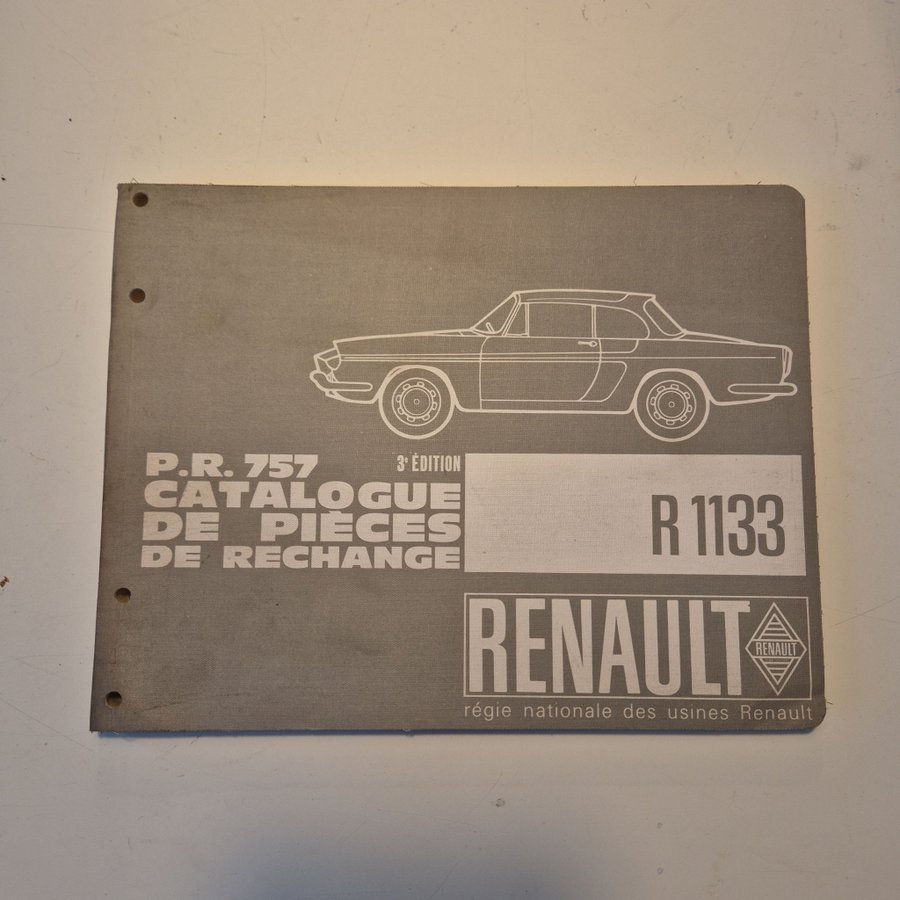 P.R. 757 3e ÉDITION
CATALOGUE
DE PIÈCES
DE RECHANGE
R 1133
RENAULT
RENAULT
régie nationale des usines Renault